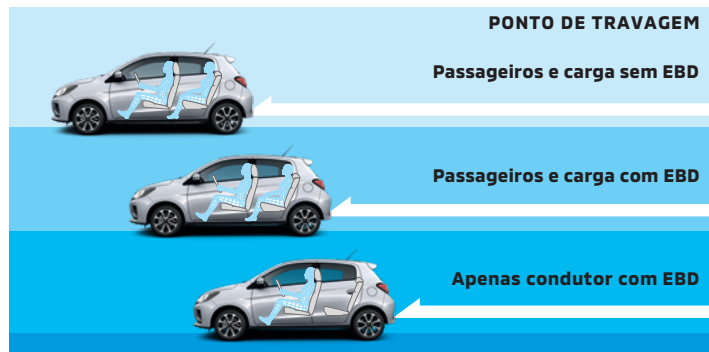 PONTO DE TRAVAGEM
Passageiros e carga sem EBD
Passageiros e carga com EBD
Apenas condutor com EBD